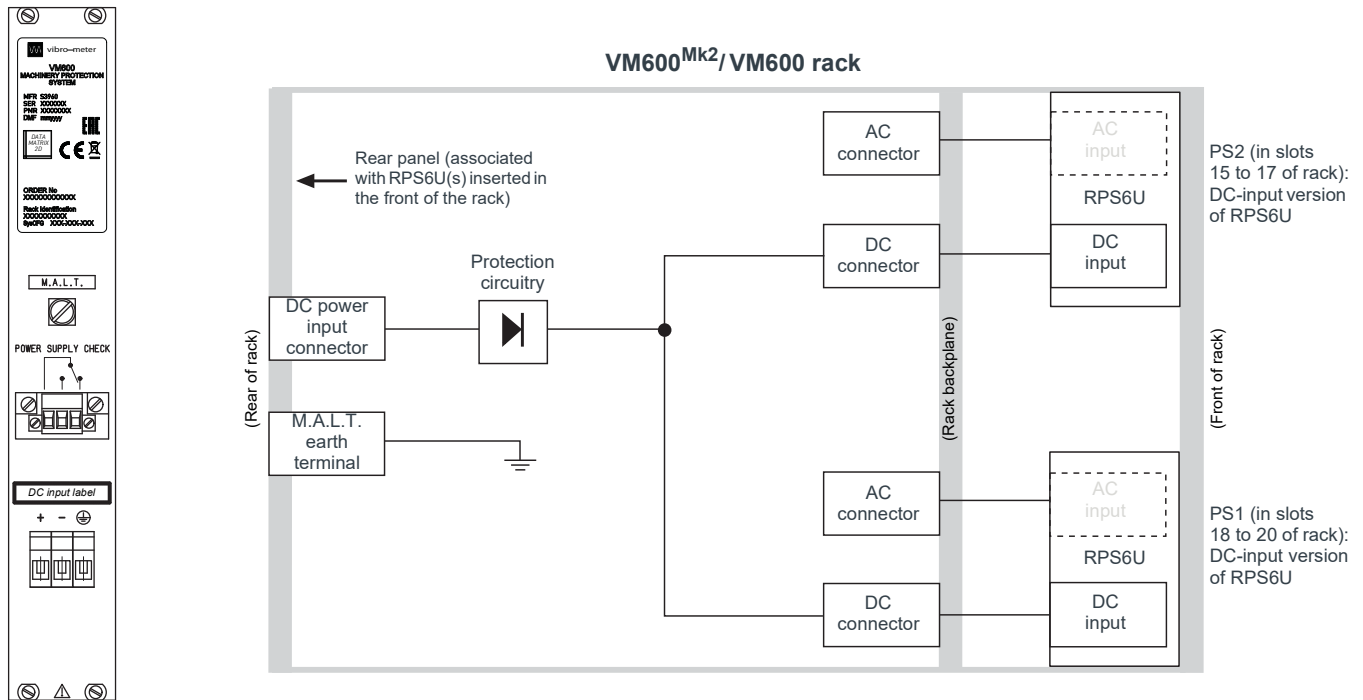 vibro-meter
VM600
MACHINERY PROTECTION
SYSTEM
MFR S3960
SER XXXXXXX
PNR XXXXXXXX
DMF mmyyyy
EAC
DATA
MATRIX
2D
CE
ORDER No
XXXXXXXXXXXX
Rack Identification
XXXXXXXXXX
SysCFG XXX-XXX-XXX
M.A.L.T.
POWER SUPPLY CHECK
DC input label
+ -
VM600Mk2/ VM600 rack
Rear panel (associated
with RPS6U(s) inserted in
the front of the rack)
(Rear of rack)
DC power
input
connector
Protection
circuitry
M.A.L.T.
earth
terminal
AC
connector
DC
connector
AC
connector
DC
connector
(Rack backplane)
AC
input
RPS6U
DC
input
AC
input
RPS6U
DC
input
(Front of rack)
PS2 (in slots
15 to 17 of rack):
DC-input version
of RPS6U
PS1 (in slots
18 to 20 of rack):
DC-input version
of RPS6U